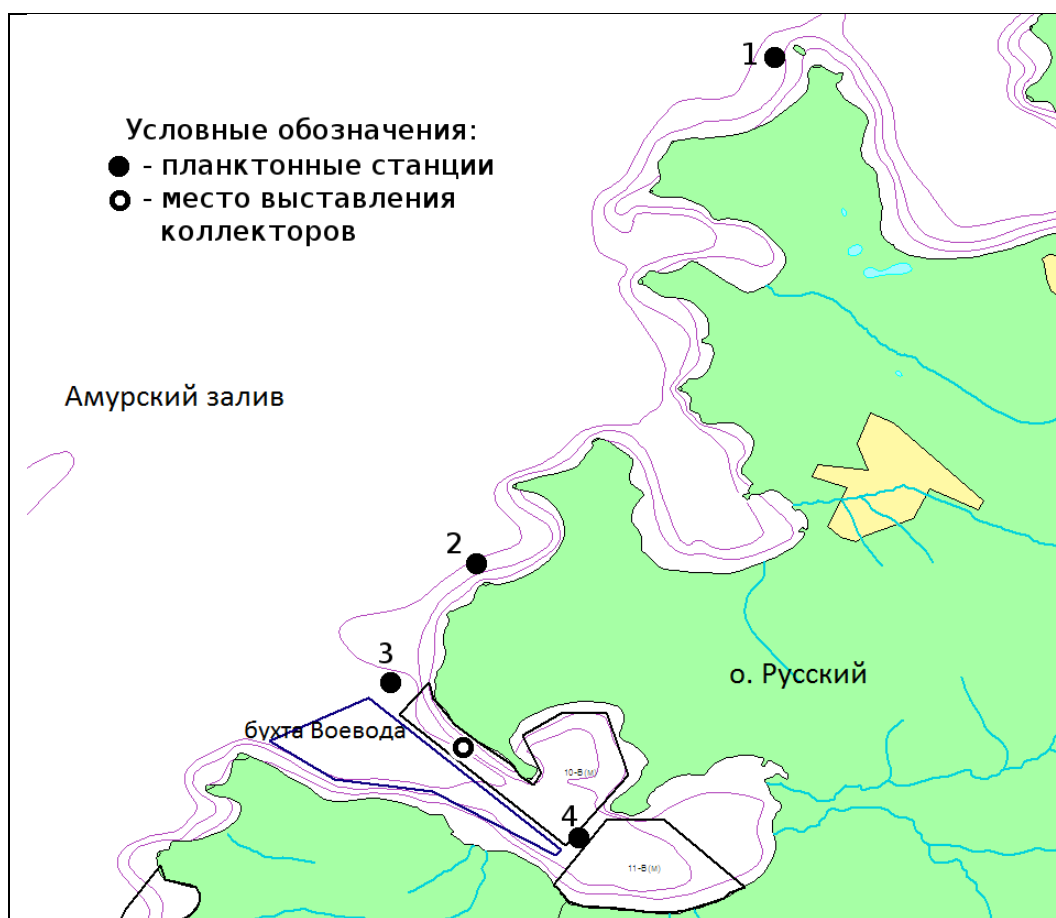 1
Условные обозначения:
- планктонные станции
- место выставления
коллекторов
Амурский залив
2
3
о. Русский
бухта Воевода
10-В(м)
4
11-В(м)